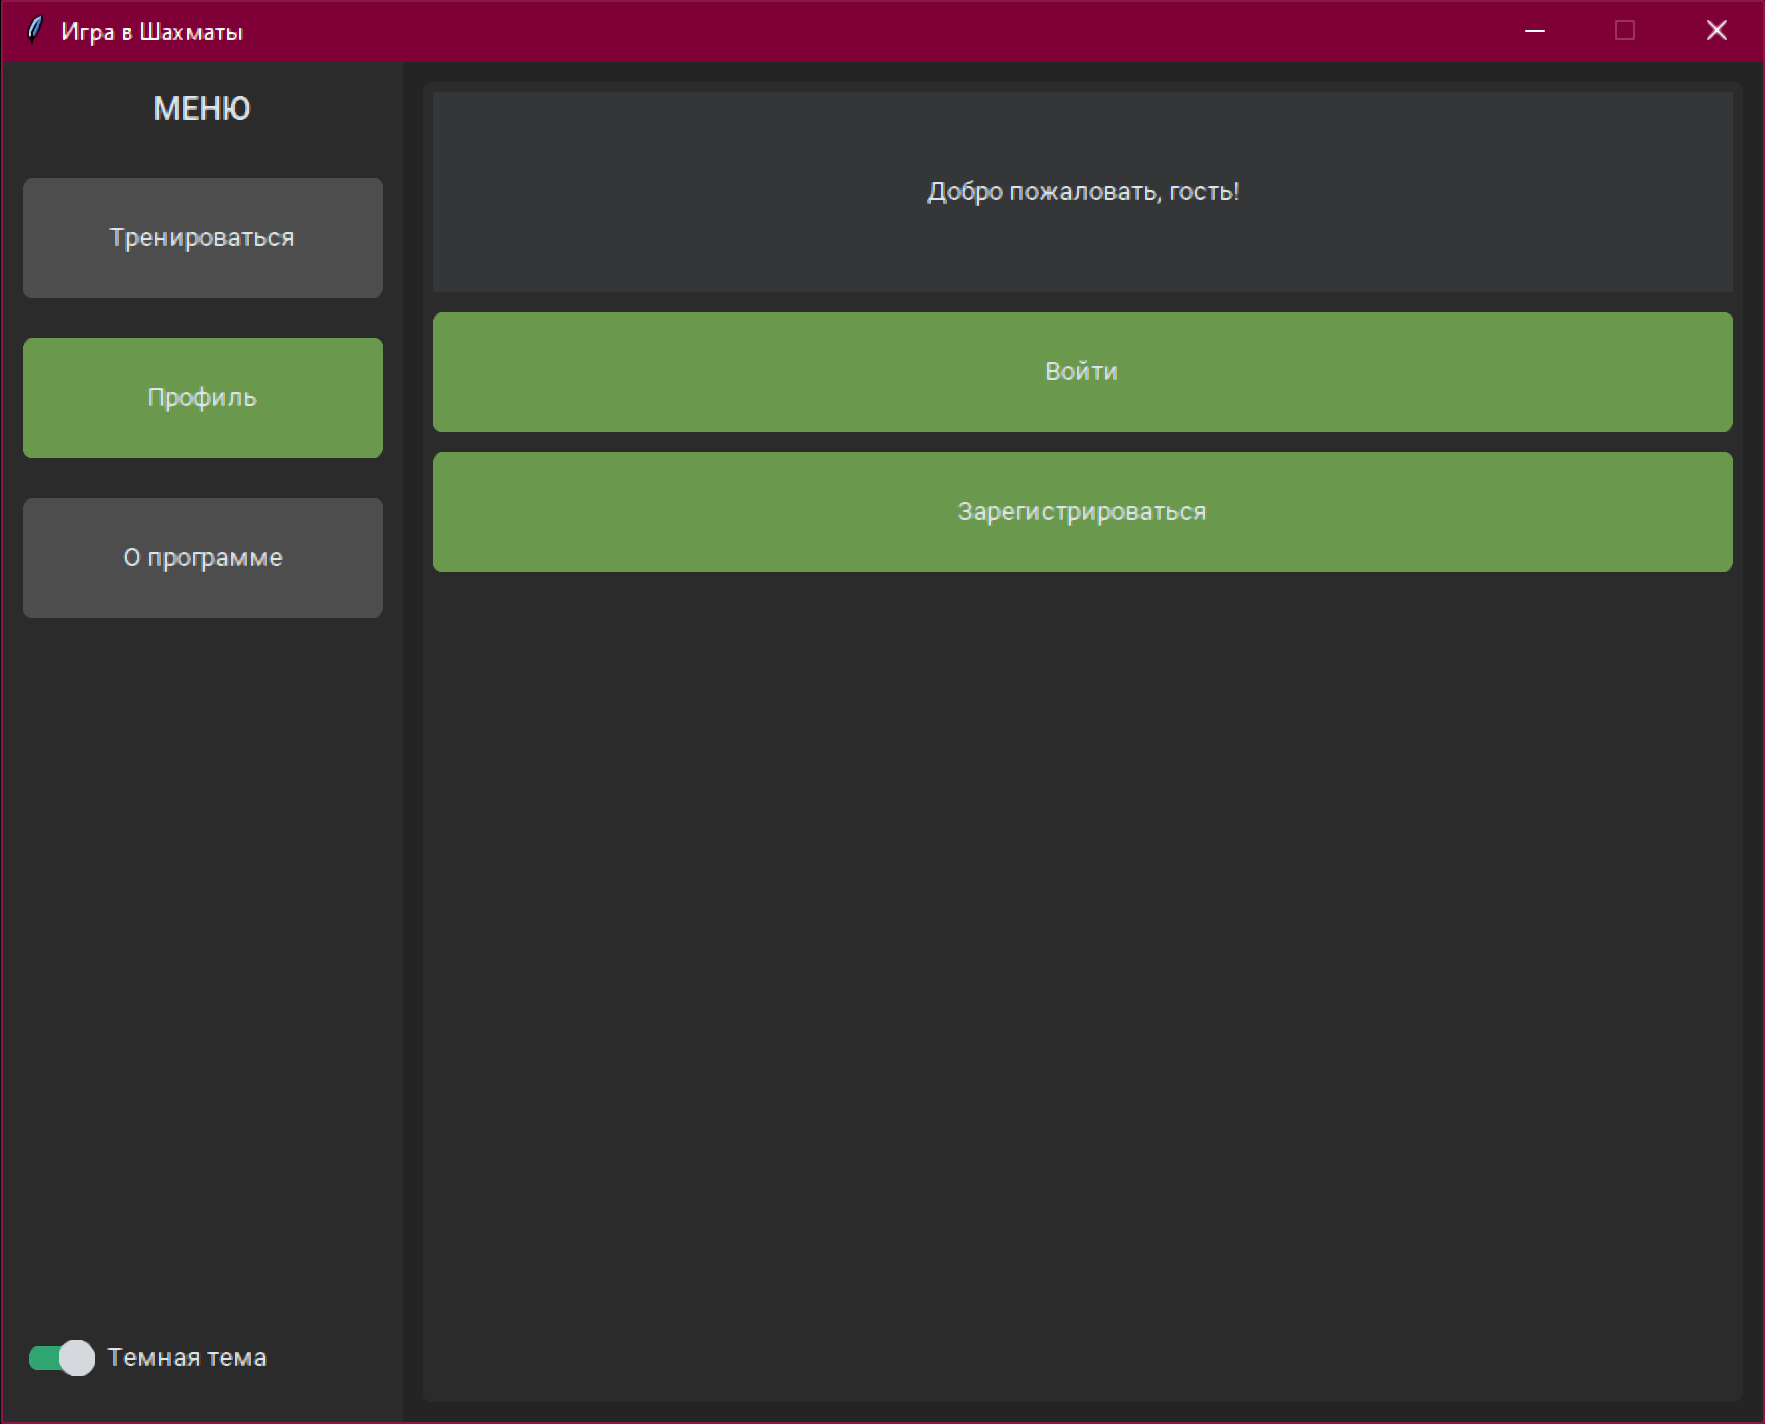 Игра в Шахматы
МЕНЮ
Тренироваться
Профиль
О программе
Темная тема
Добро пожаловать, гость!
Войти
Зарегистрироваться